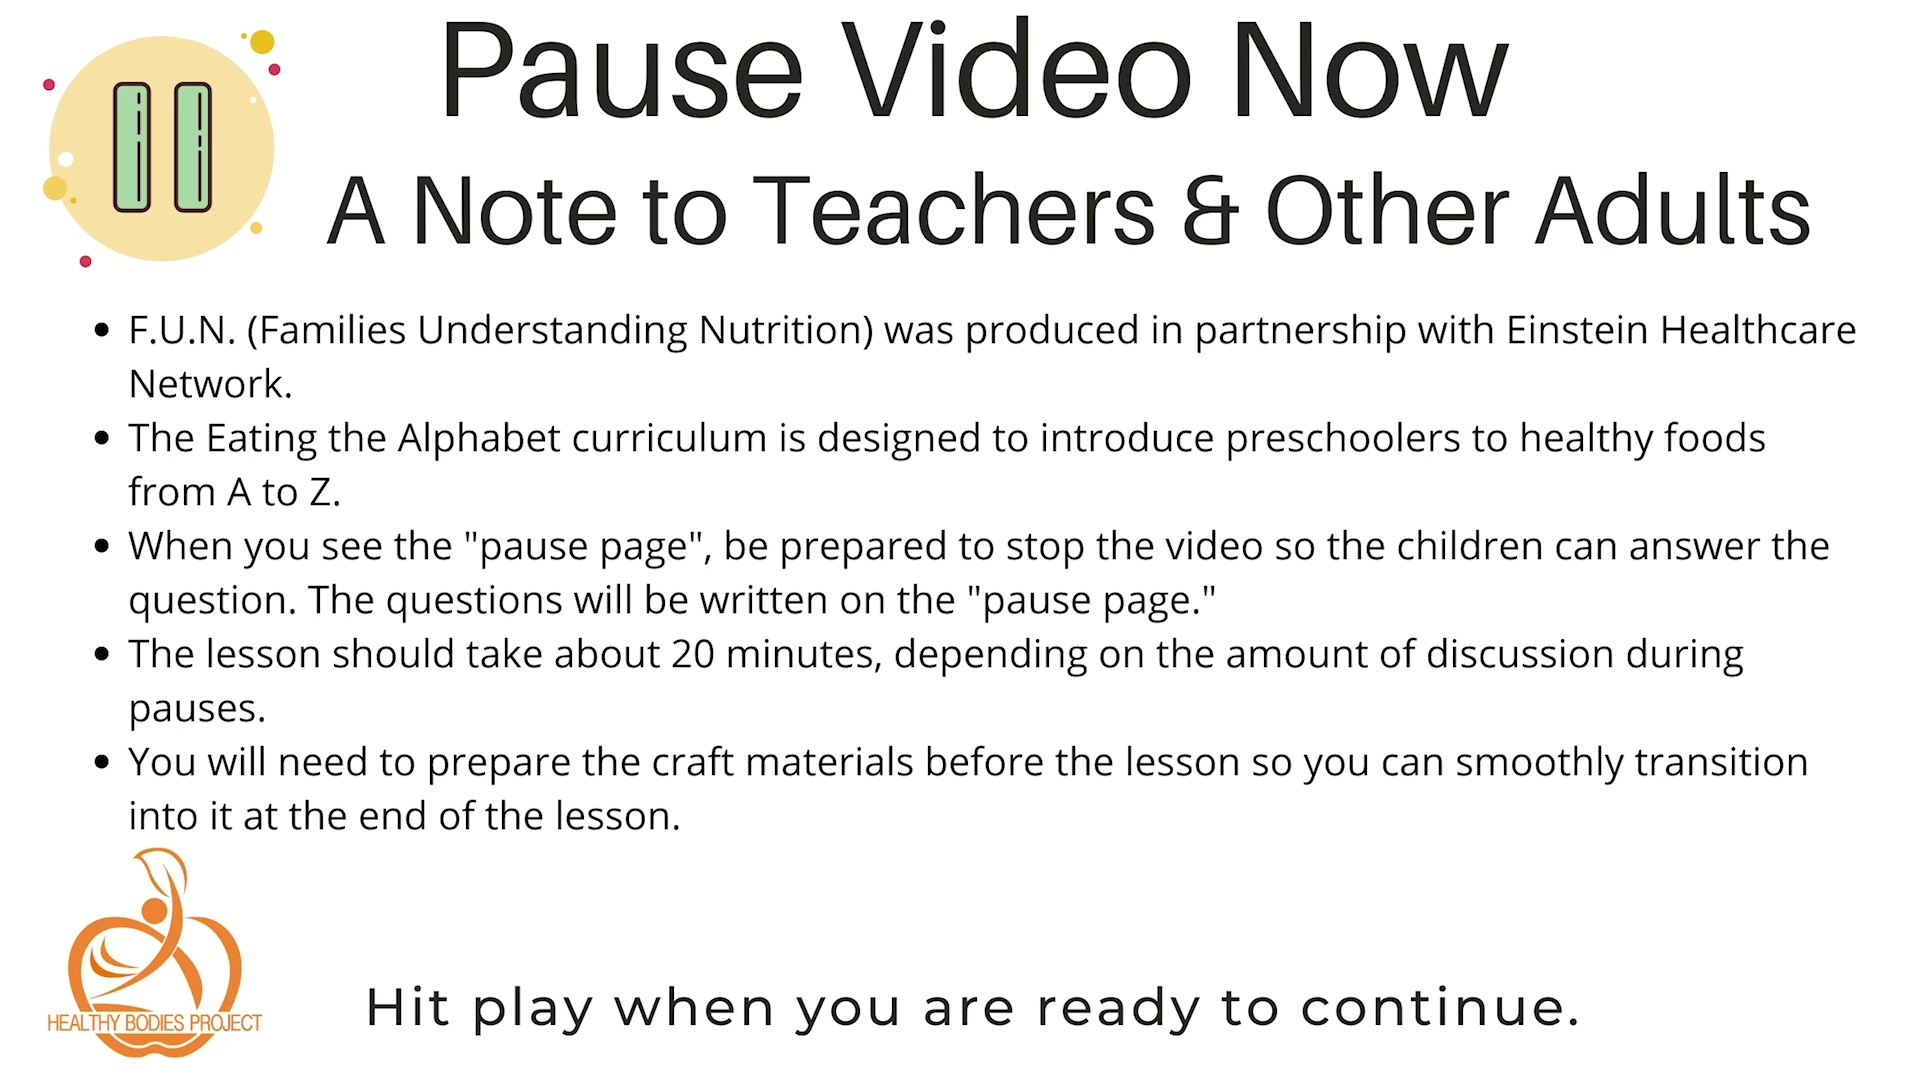 Pause Video Now
A Note to Teachers & Other Adults
• F.U.N. (Families Understanding Nutrition) was produced in partnership with Einstein Healthcare
Network.
• The Eating the Alphabet curriculum is designed to introduce preschoolers to healthy foods
from A to Z.
• When you see the "pause page", be prepared to stop the video so the children can answer the
question. The questions will be written on the "pause page."
• The lesson should take about 20 minutes, depending on the amount of discussion during
pauses.
• You will need to prepare the craft materials before the lesson so you can smoothly transition
into it at the end of the lesson.
HEALTHY BODIES PROJECT
Hit play when you are ready to continue.